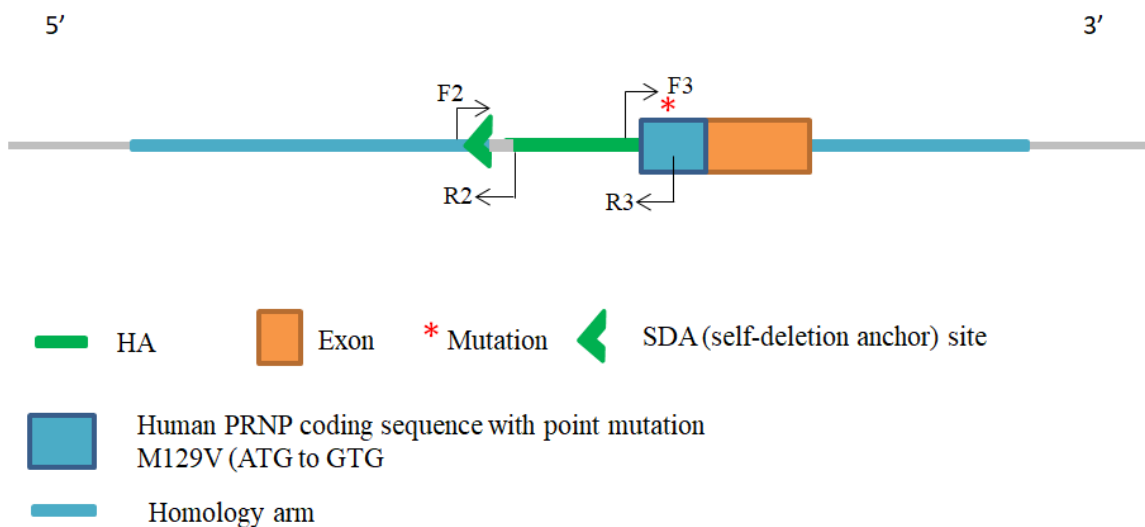 5’ 3’
F2 F3
*
R2 R3
HA Exon * Mutation SDA (self-deletion anchor) site
Human PRNP coding sequence with point mutation
M129V (ATG to GTG
Homology arm